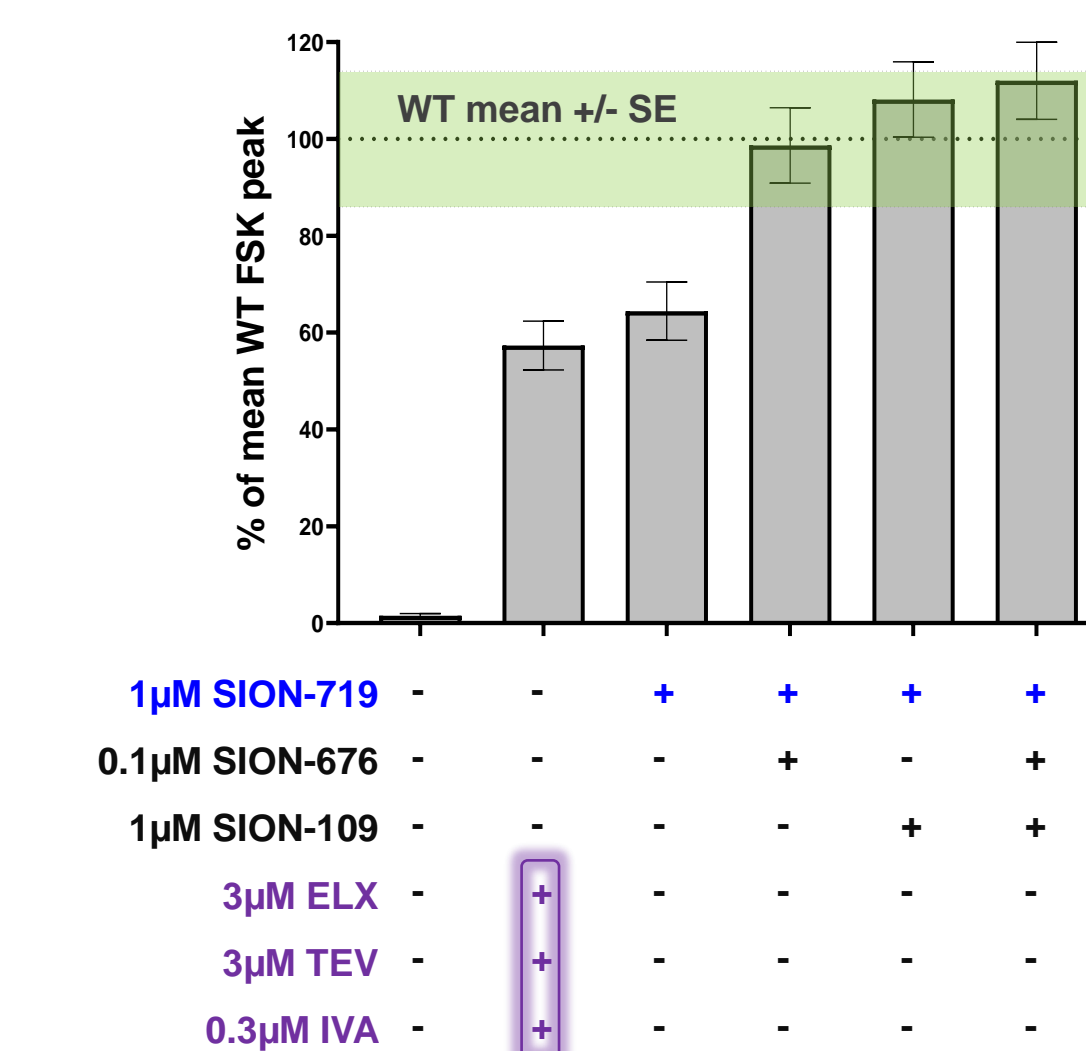 120
WT mean +/- SE
100
80
60
40
20
0
% of mean WT FSK peak
1µM SION-719 - - + + + +
0.1µM SION-676 - - - + - +
1µM SION-109 - - - - + +
3µM ELX - + - - - -
3µM TEV - + - - - -
0.3µM IVA - + - - - -